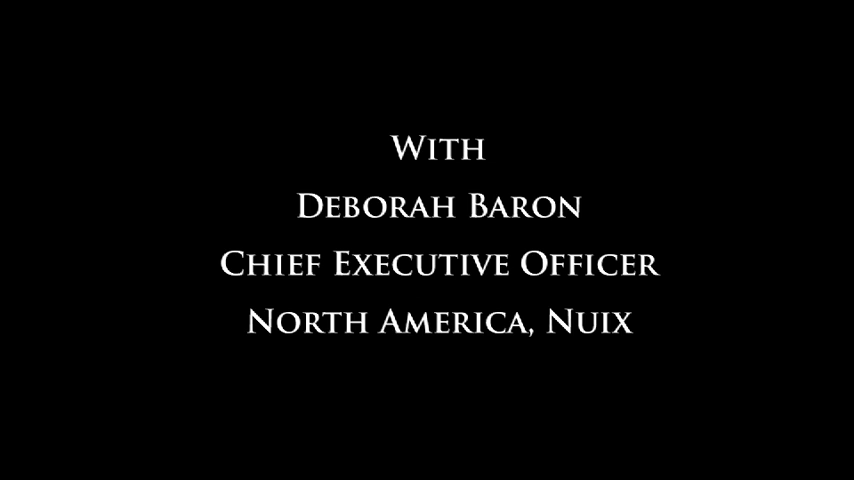 With
Deborah Baron
Chief Executive Officer
North America, Nuix